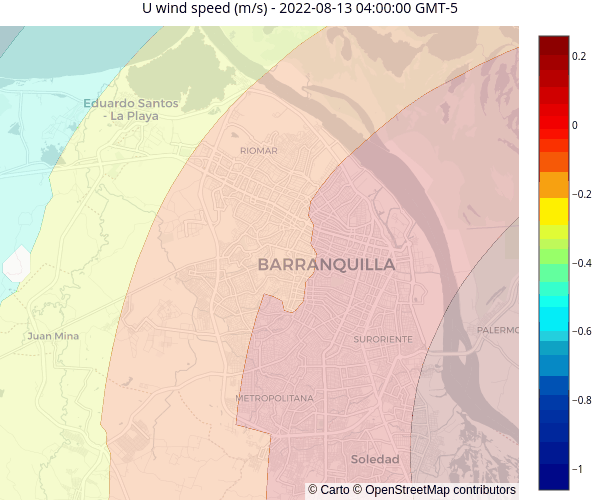 U wind speed (m/s) - 2022-08-13 04:00:00 GMT-5
Eduardo Santos
- La Playa
RIOMAR
BARRANQUILLA
Juan Mina
SURORIENTE
PALERMO
METROPOLITANA
Soledad
© Carto © OpenStreetMap contributors
0.2
0
−0.2
−0.4
−0.6
−0.8
−1